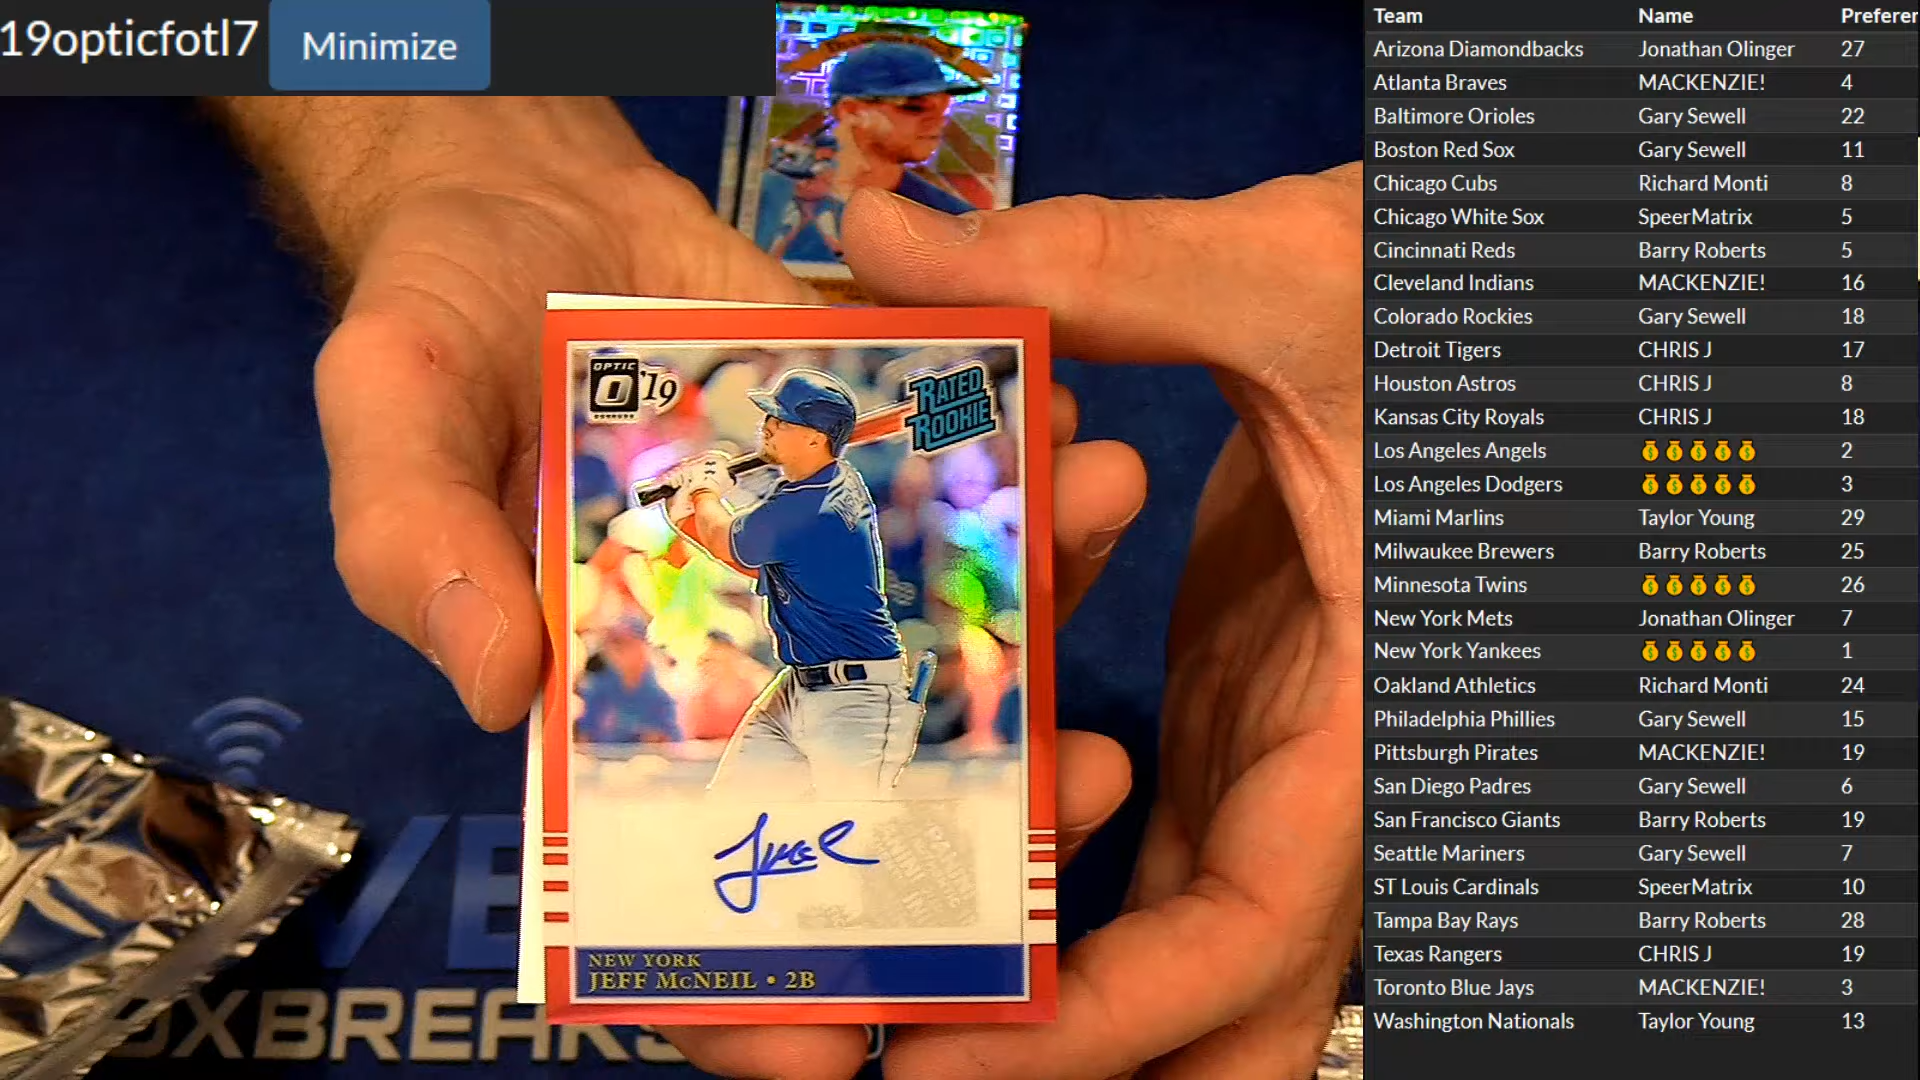 19opticfotl7 Minimize
Team Name Preferen
Arizona Diamondbacks Jonathan Olinger 27
Atlanta Braves MACKENZIE! 4
Baltimore Orioles Gary Sewell 22
Boston Red Sox Gary Sewell 11
Chicago Cubs Richard Monti 8
Chicago White Sox SpeerMatrix 5
Cincinnati Reds Barry Roberts 5
Cleveland Indians MACKENZIE! 16
Colorado Rockies Gary Sewell 18
Detroit Tigers CHRIS J 17
Houston Astros CHRIS J 8
Kansas City Royals CHRIS J 18
Los Angeles Angels 💰💰💰💰💰 2
Los Angeles Dodgers 💰💰💰💰💰 3
Miami Marlins Taylor Young 29
Milwaukee Brewers Barry Roberts 25
Minnesota Twins 💰💰💰💰💰 26
New York Mets Jonathan Olinger 7
New York Yankees 💰💰💰💰💰 1
Oakland Athletics Richard Monti 24
Philadelphia Phillies Gary Sewell 15
Pittsburgh Pirates MACKENZIE! 19
San Diego Padres Gary Sewell 6
San Francisco Giants Barry Roberts 19
Seattle Mariners Gary Sewell 7
ST Louis Cardinals SpeerMatrix 10
Tampa Bay Rays Barry Roberts 28
Texas Rangers CHRIS J 19
Toronto Blue Jays MACKENZIE! 3
Washington Nationals Taylor Young 13
OPTIC
O '19
RATED
ROOKIE
NEW YORK
JEFF McNEIL • 2B
OXBREAKS